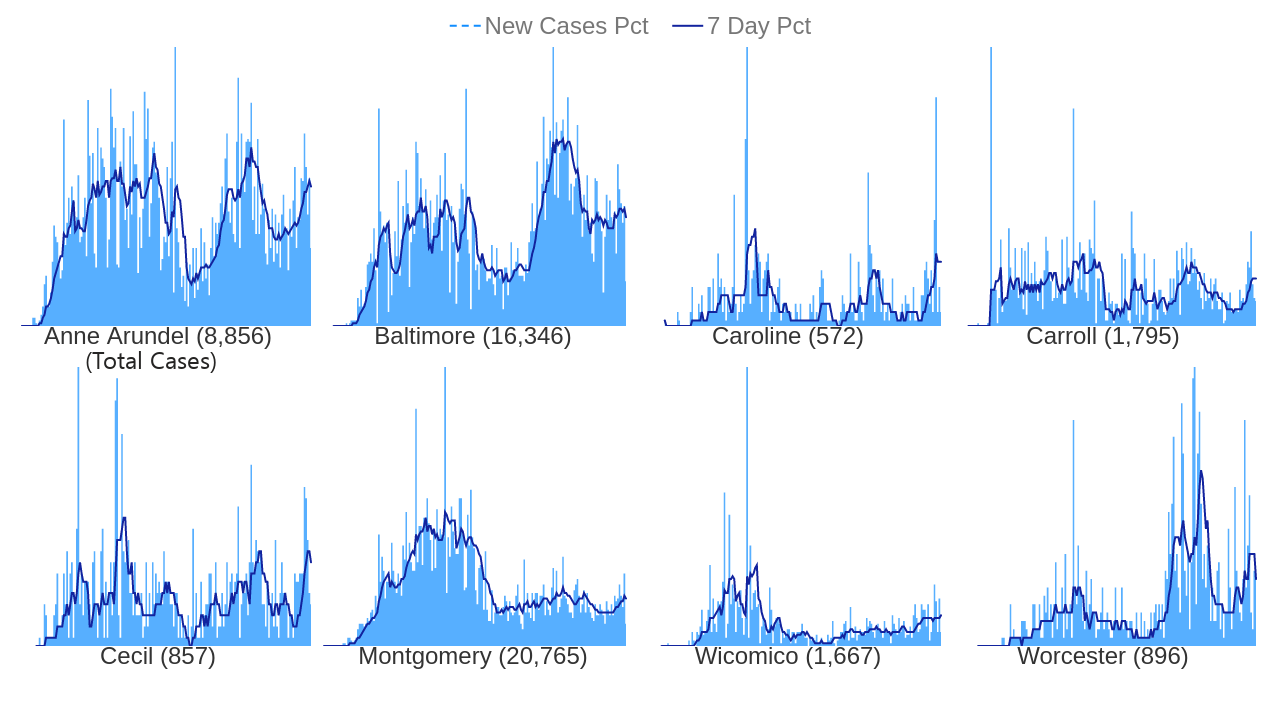 New Cases Pct 7 Day Pct
Anne Arundel (8,856) Baltimore (16,346) Caroline (572) Carroll (1,795)
(Total Cases)
Cecil (857) Montgomery (20,765) Wicomico (1,667) Worcester (896)